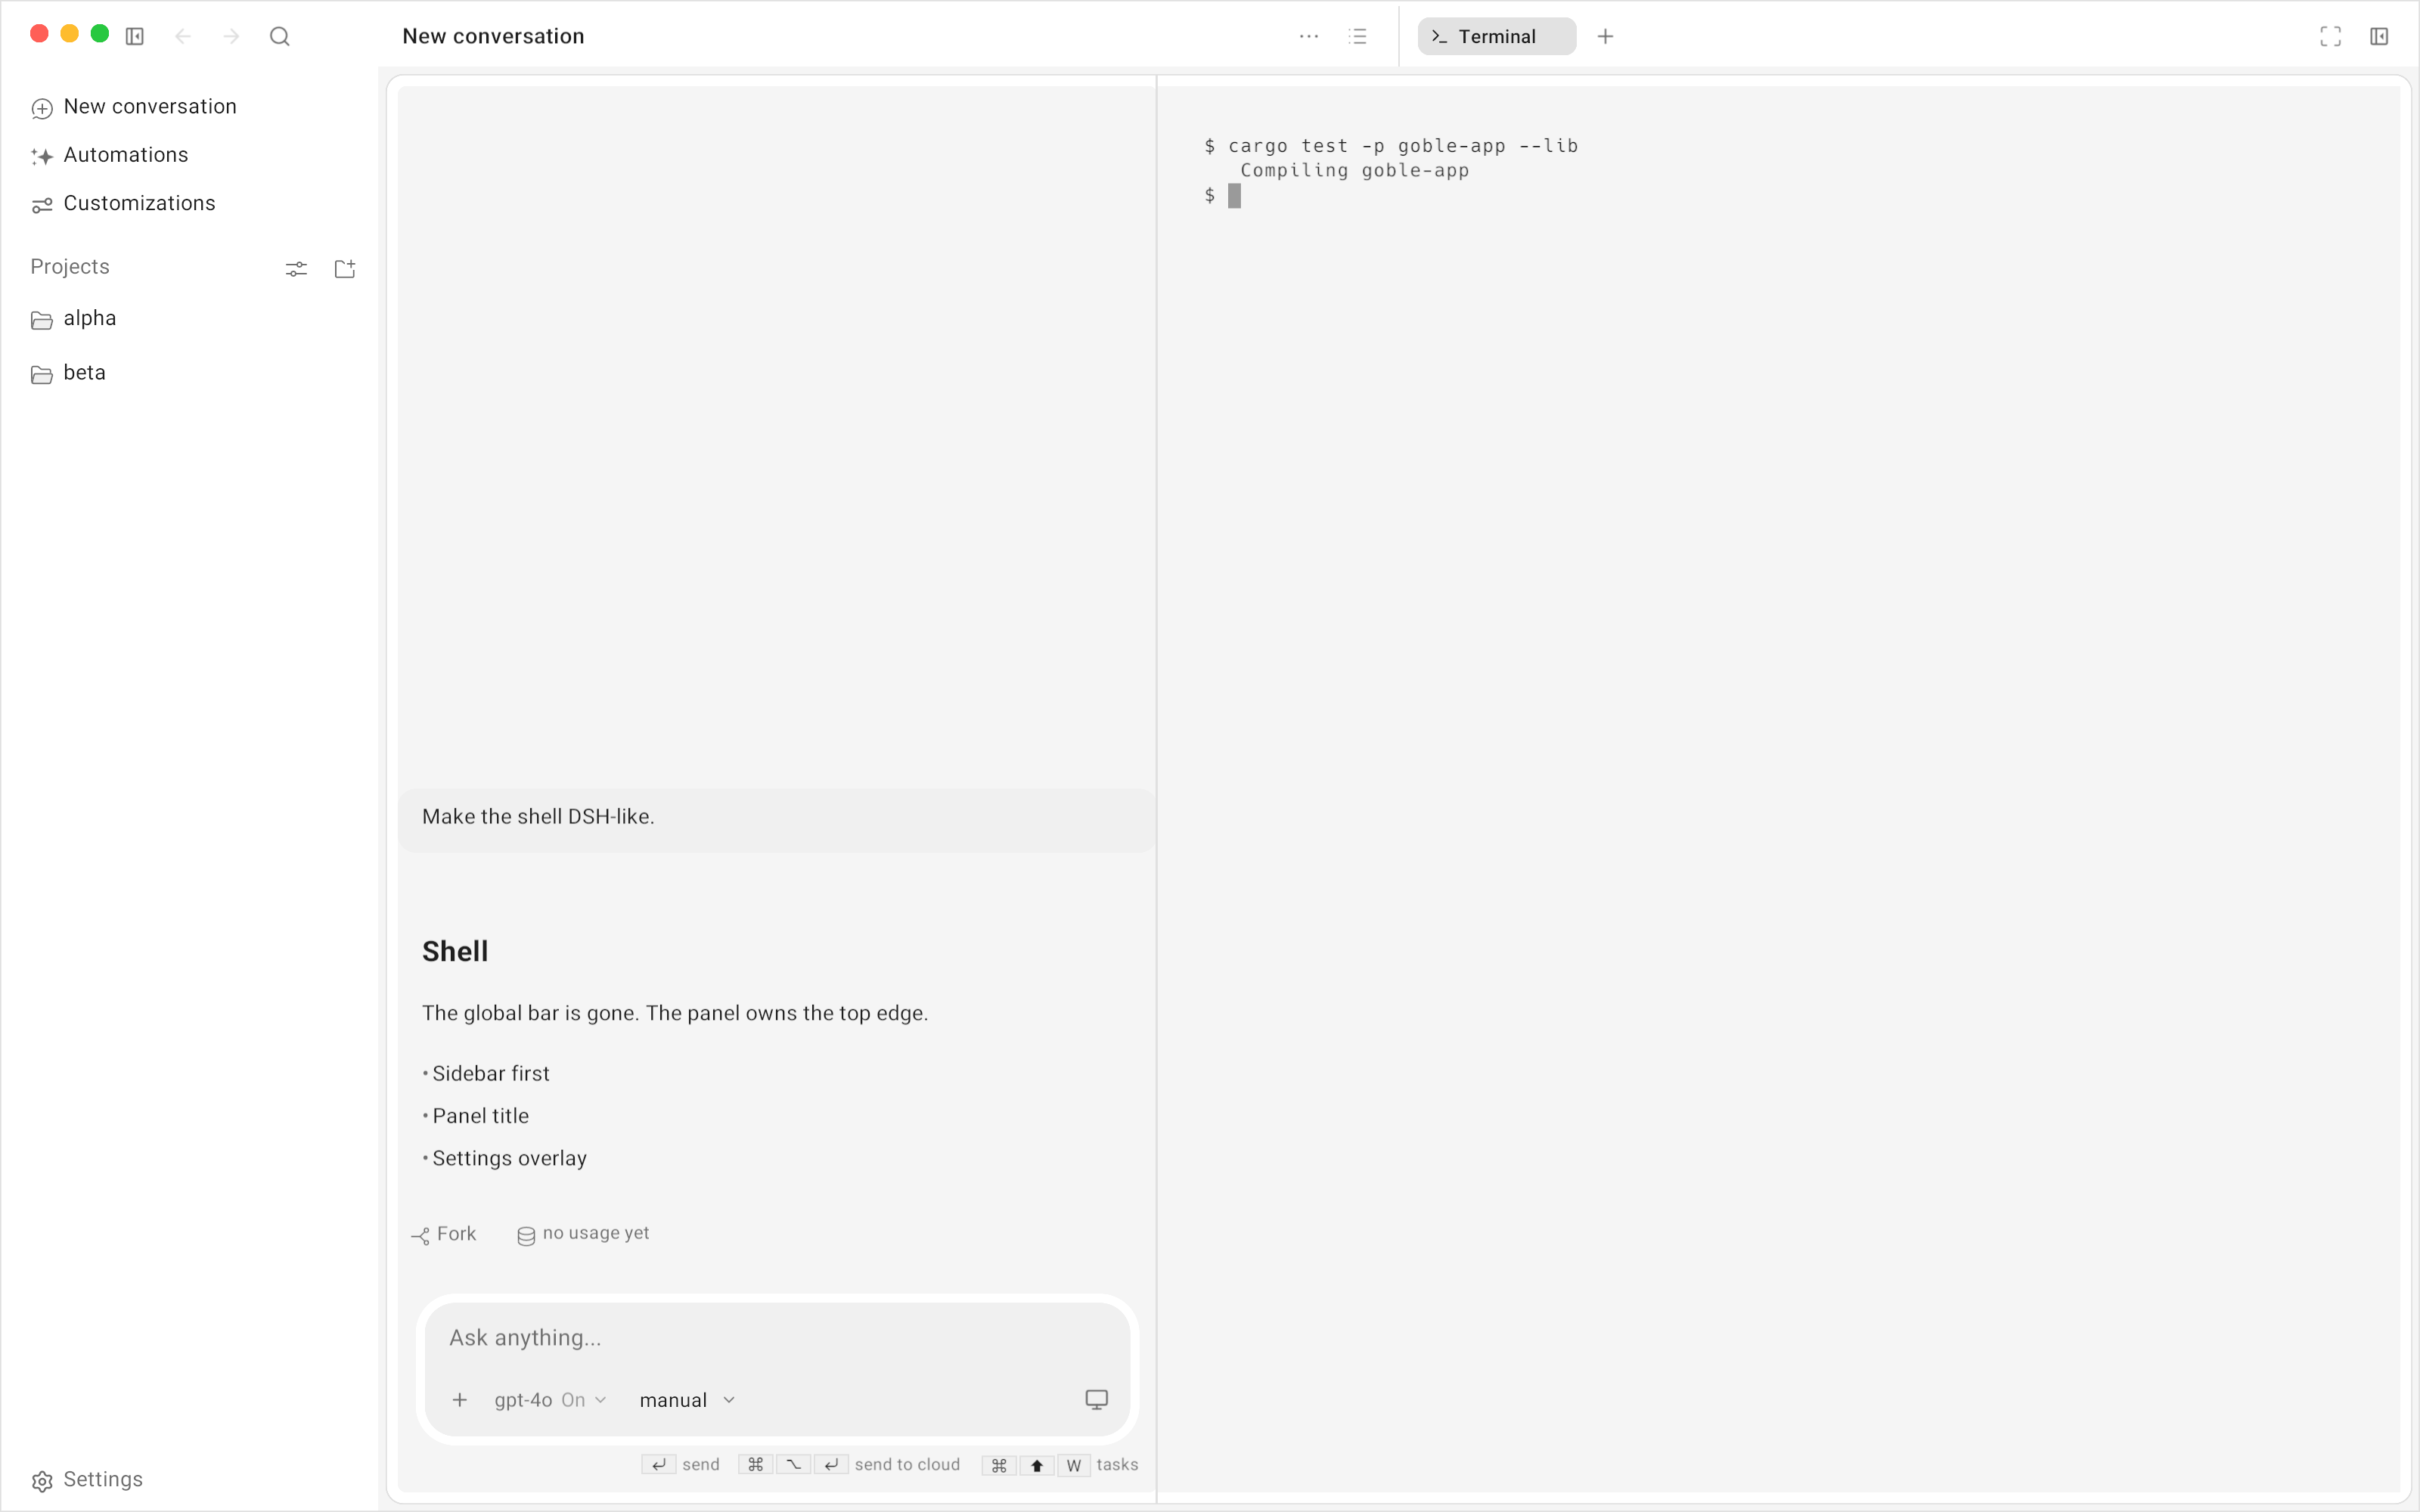 New conversation
Terminal
New conversation
Automations
Customizations
Projects
alpha
beta
Settings
Make the shell DSH-like.
Shell
The global bar is gone. The panel owns the top edge.
• Sidebar first
• Panel title
• Settings overlay
Fork no usage yet
Ask anything...
+ gpt-4o On manual
↵ send ⌘ ⌥ ↵ send to cloud ⌘ ⬆ W tasks
$ cargo test -p goble-app --lib
Compiling goble-app
$